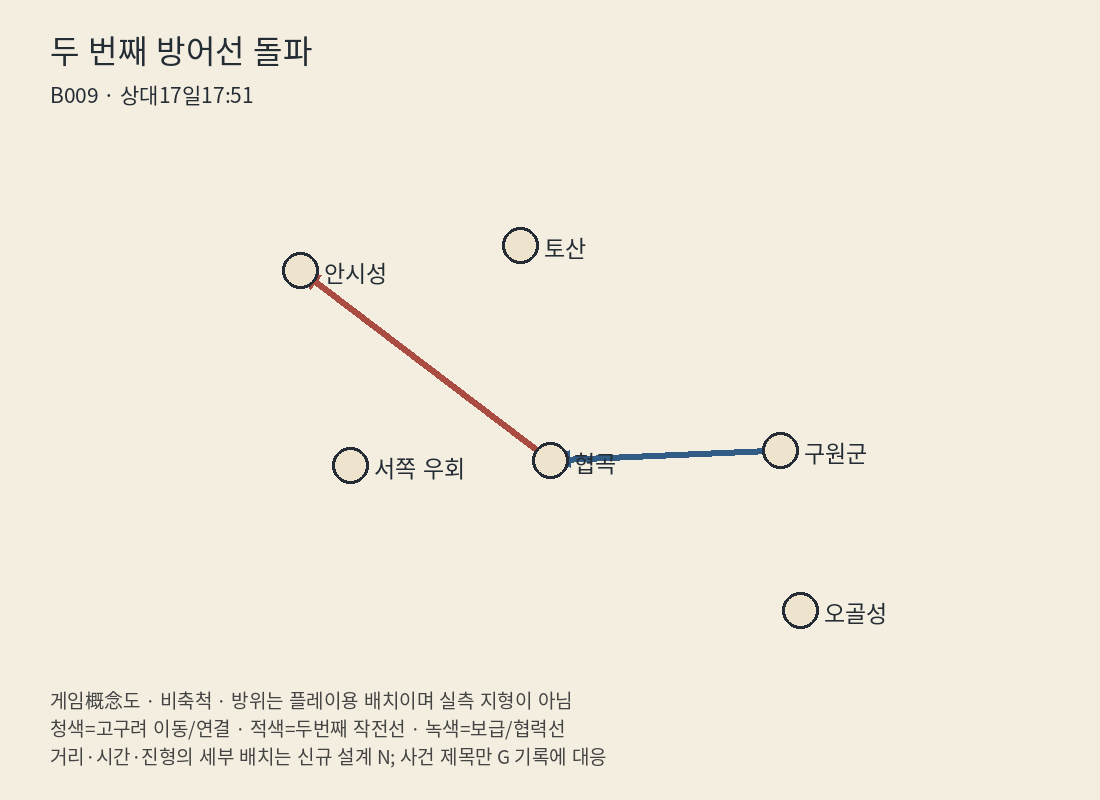 두 번째 방어선 돌파
B009 · 상대17일17:51
토산
안시성
구원군
협곡
서쪽 우회
오골성
게임概念도 · 비축척 · 방위는 플레이용 배치이며 실측 지형이 아님
청색=고구려 이동/연결 · 적색=두번째 작전선 · 녹색=보급/협력선
거리·시간·진형의 세부 배치는 신규 설계 N; 사건 제목만 G 기록에 대응